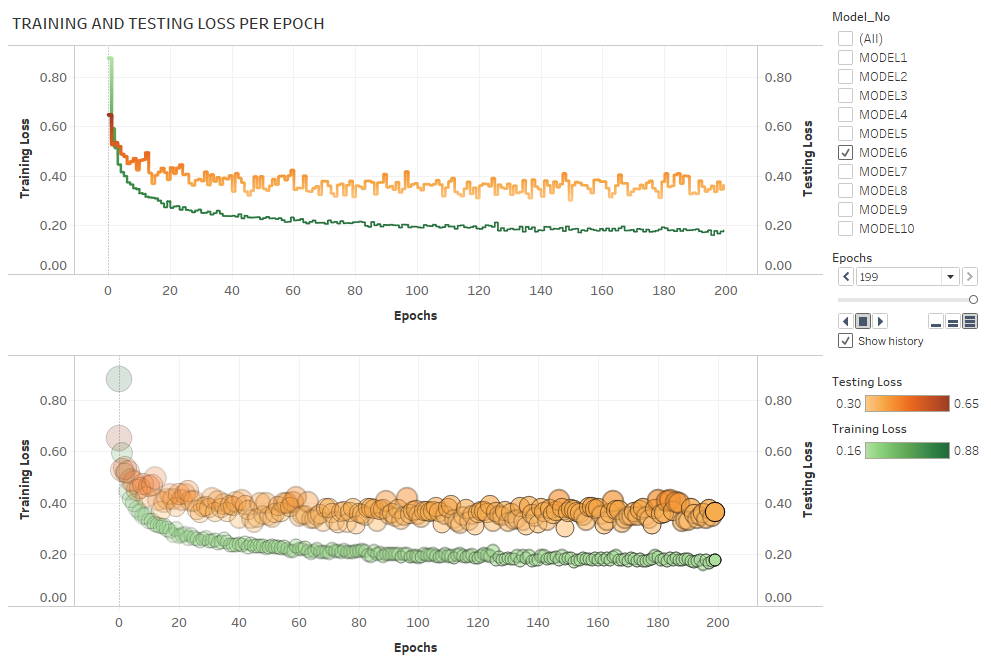 TRAINING AND TESTING LOSS PER EPOCH
Training Loss
0.80
0.60
0.40
0.20
0.00
0.80
0.60
0.40
0.20
0.00
Testing Loss
0 20 40 60 80 100 120 140 160 180 200
Epochs
Training Loss
0.80
0.60
0.40
0.20
0.00
0.80
0.60
0.40
0.20
0.00
Testing Loss
0 20 40 60 80 100 120 140 160 180 200
Epochs
Model_No
(All)
MODEL1
MODEL2
MODEL3
MODEL4
MODEL5
MODEL6
MODEL7
MODEL8
MODEL9
MODEL10
Epochs
199
Show history
Testing Loss
0.30 0.65
Training Loss
0.16 0.88